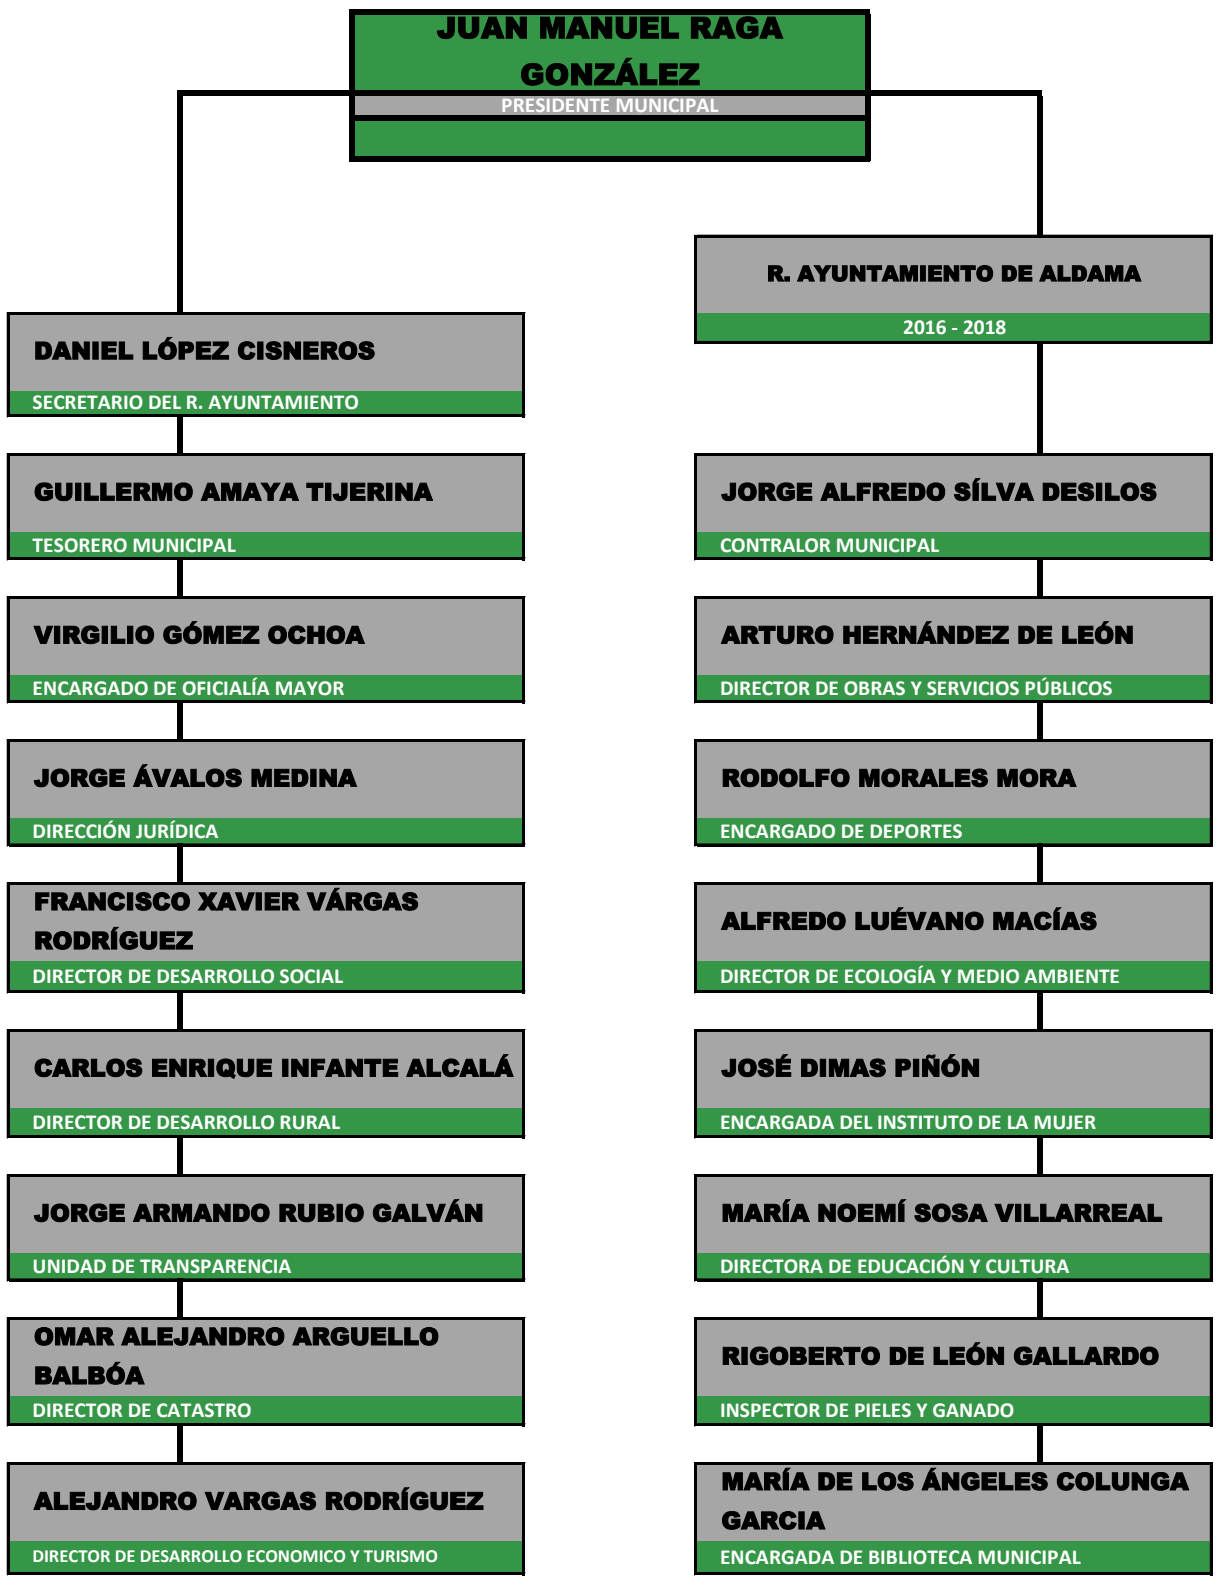 JUAN MANUEL RAGA
GONZÁLEZ
PRESIDENTE MUNICIPAL
R. AYUNTAMIENTO DE ALDAMA
2016 - 2018
DANIEL LÓPEZ CISNEROS
SECRETARIO DEL R. AYUNTAMIENTO
GUILLERMO AMAYA TIJERINA
TESORERO MUNICIPAL
JORGE ALFREDO SÍLVA DESILOS
CONTRALOR MUNICIPAL
VIRGILIO GÓMEZ OCHOA
ENCARGADO DE OFICIALÍA MAYOR
ARTURO HERNÁNDEZ DE LEÓN
DIRECTOR DE OBRAS Y SERVICIOS PÚBLICOS
JORGE ÁVALOS MEDINA
DIRECCIÓN JURÍDICA
RODOLFO MORALES MORA
ENCARGADO DE DEPORTES
FRANCISCO XAVIER VÁRGAS
RODRÍGUEZ
DIRECTOR DE DESARROLLO SOCIAL
ALFREDO LUÉVANO MACÍAS
DIRECTOR DE ECOLOGÍA Y MEDIO AMBIENTE
CARLOS ENRIQUE INFANTE ALCALÁ
DIRECTOR DE DESARROLLO RURAL
JOSÉ DIMAS PIÑÓN
ENCARGADA DEL INSTITUTO DE LA MUJER
JORGE ARMANDO RUBIO GALVÁN
UNIDAD DE TRANSPARENCIA
MARÍA NOEMÍ SOSA VILLARREAL
DIRECTORA DE EDUCACIÓN Y CULTURA
OMAR ALEJANDRO ARGUELLO
BALBÓA
DIRECTOR DE CATASTRO
RIGOBERTO DE LEÓN GALLARDO
INSPECTOR DE PIELES Y GANADO
ALEJANDRO VARGAS RODRÍGUEZ
DIRECTOR DE DESARROLLO ECONOMICO Y TURISMO
MARÍA DE LOS ÁNGELES COLUNGA
GARCIA
ENCARGADA DE BIBLIOTECA MUNICIPAL